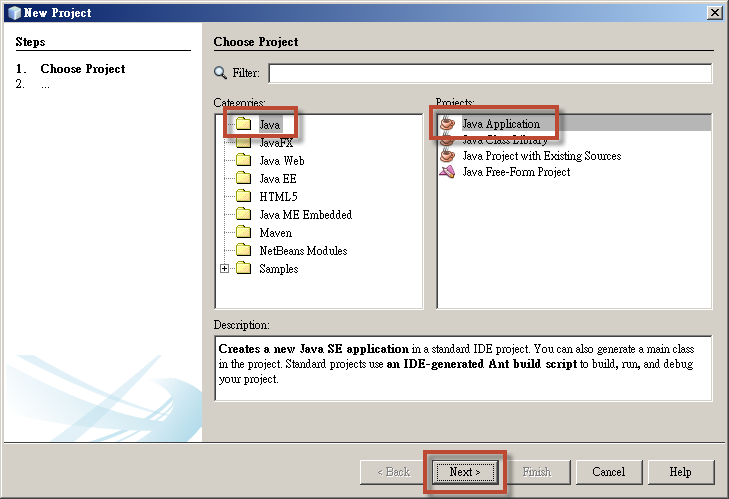 New Project
Steps
1. Choose Project
2. ...
Choose Project
Filter:
Categories:
Java
JavaFX
Java Web
Java EE
HTML5
Java ME Embedded
Maven
NetBeans Modules
Samples
Projects:
Java Application
Java Class Library
Java Project with Existing Sources
Java Free-Form Project
Description:
Creates a new Java SE application in a standard IDE project. You can also generate a main class
in the project. Standard projects use an IDE-generated Ant build script to build, run, and debug
your project.
< Back
Next >
Finish
Cancel
Help